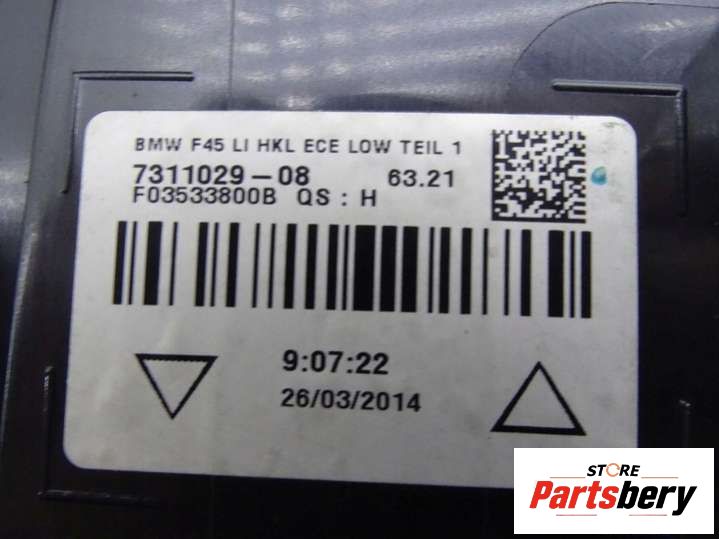 BMW F45 LI HKL ECE LOW TEIL 1
7311029-08 63.21
F03533800B QS : H
9:07:22
26/03/2014
STORE
Partsbery